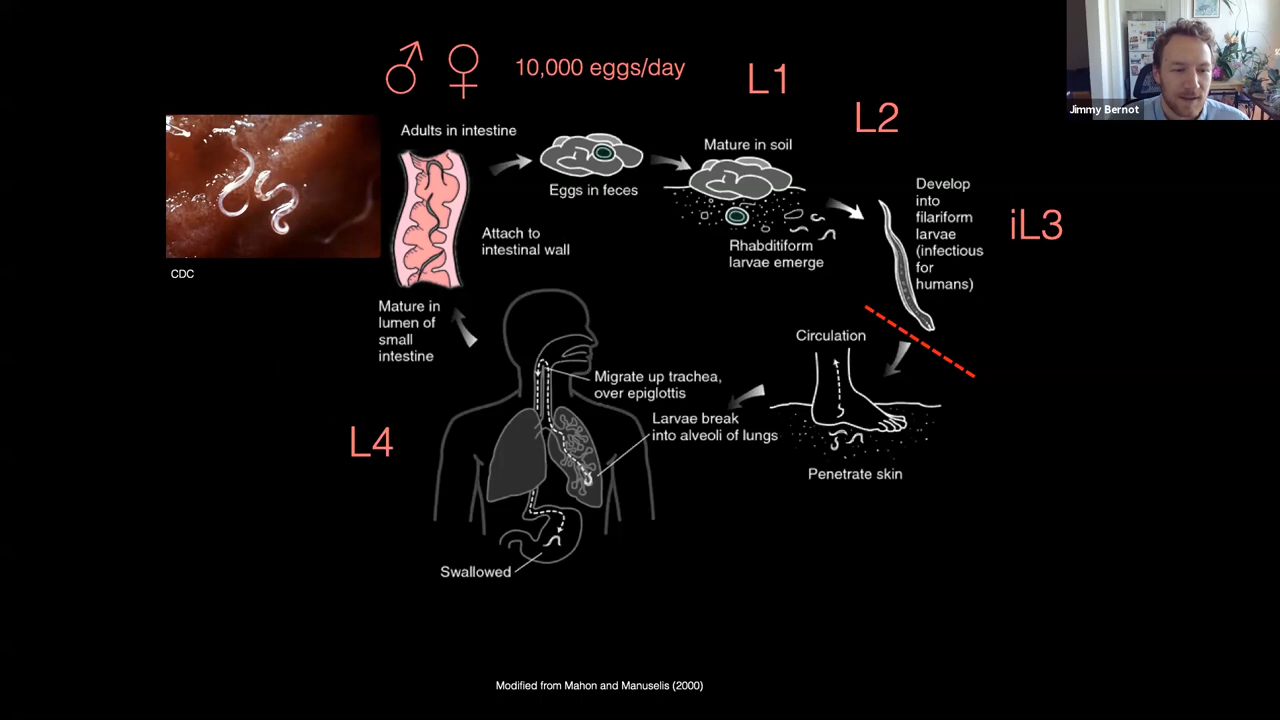 ♂ ♀ 10,000 eggs/day
L1
L2
Jimmy Bernot
Adults in intestine
Eggs in feces
Mature in soil
Rhabditiform
larvae emerge
Develop
into
filariform
larvae
(infectious
for
humans)
iL3
Attach to
intestinal wall
CDC
Mature in
lumen of
small
intestine
Circulation
Penetrate skin
Migrate up trachea,
over epiglottis
Larvae break
into alveoli of lungs
L4
Swallowed
Modified from Mahon and Manuselis (2000)